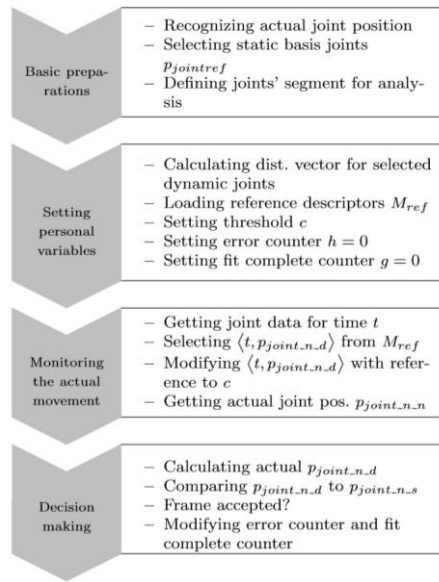 Basic prepa-
rations
– Recognizing actual joint position
– Selecting static basis joints
p_jointref
– Defining joints' segment for analy-
sis
Setting
personal
variables
– Calculating dist. vector for selected
dynamic joints
– Loading reference descriptors M_ref
– Setting threshold c
– Setting error counter h = 0
– Setting fit complete counter g = 0
Monitoring
the actual
movement
– Getting joint data for time t
– Selecting ⟨t, p_joint_n_d⟩ from M_ref
– Modifying ⟨t, p_joint_n_d⟩ with refer-
ence to c
– Getting actual joint pos. p_joint_n_n
Decision
making
– Calculating actual p_joint_n_d
– Comparing p_joint_n_d to p_joint_n_s
– Frame accepted?
– Modifying error counter and fit
complete counter